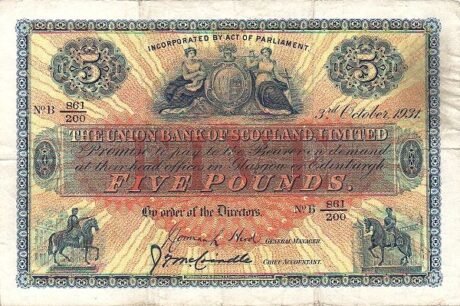 INCORPORATED BY ACT OF PARLIAMENT.
5 5
No B 861/200 3rd October, 1931.
THE UNION BANK OF SCOTLAND, LIMITED
Promise to pay to the Bearer on demand
at their head offices in Glasgow or Edinburgh
FIVE POUNDS.
By order of the Directors. No B 861/200
GENERAL MANAGER.
CHIEF ACCOUNTANT.